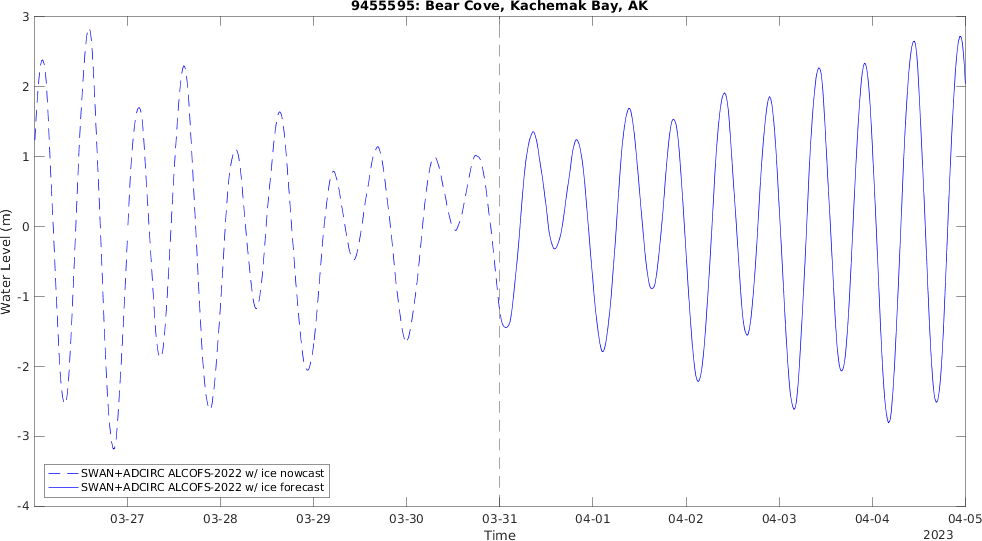 9455595: Bear Cove, Kachemak Bay, AK
3
2
1
0
-1
-2
-3
-4
Water Level (m)
SWAN+ADCIRC ALCOFS-2022 w/ ice nowcast
SWAN+ADCIRC ALCOFS-2022 w/ ice forecast
03-27 03-28 03-29 03-30 03-31 04-01 04-02 04-03 04-04 04-05
Time
2023